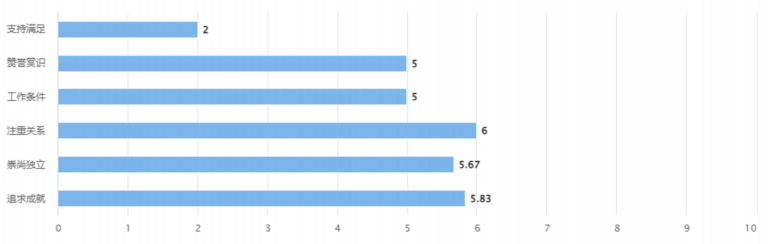 支持满足 2
赞誉赏识 5
工作条件 5
注重关系 6
崇尚独立 5.67
追求成就 5.83
0 1 2 3 4 5 6 7 8 9 10